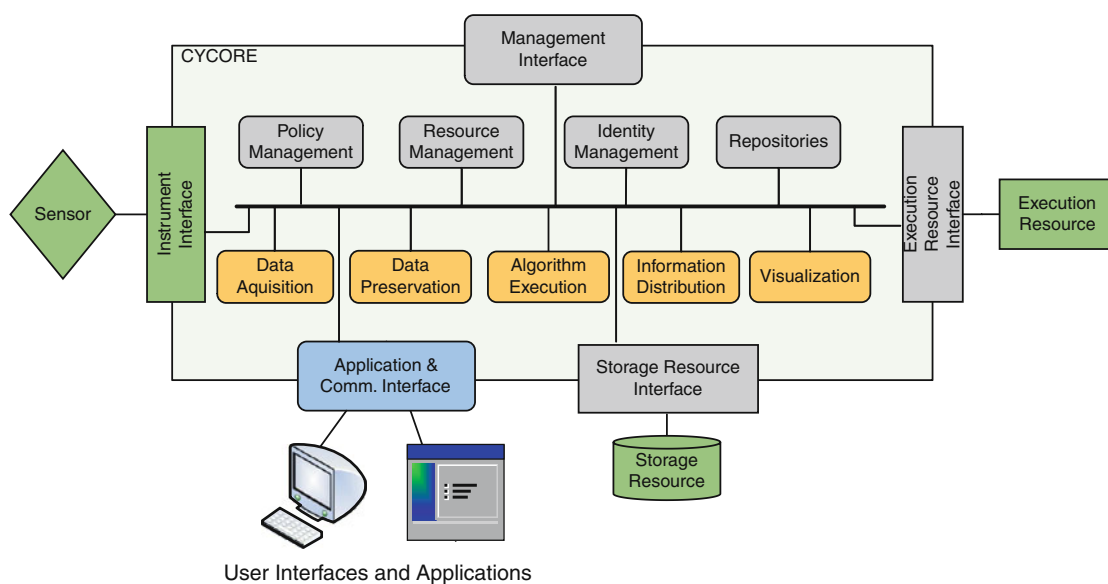 Management
Interface
CYCORE
Policy
Management
Resource
Management
Identity
Management
Repositories
Sensor
Instrument
Interface
Execution
Resource
Interface
Execution
Resource
Data
Aquisition
Data
Preservation
Algorithm
Execution
Information
Distribution
Visualization
Application &
Comm. Interface
Storage Resource
Interface
Storage
Resource
User Interfaces and Applications